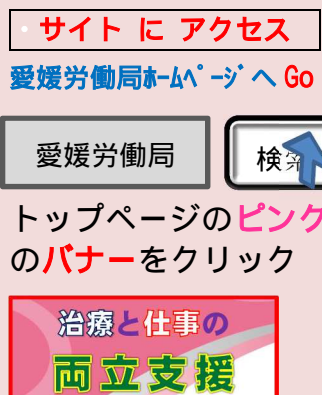 ・サイト に アクセス
愛媛労働局ﾎｰﾑﾍﾟｰｼﾞへ Go
愛媛労働局 検索
トップページのピンク
のバナーをクリック
治療と仕事の
両立支援